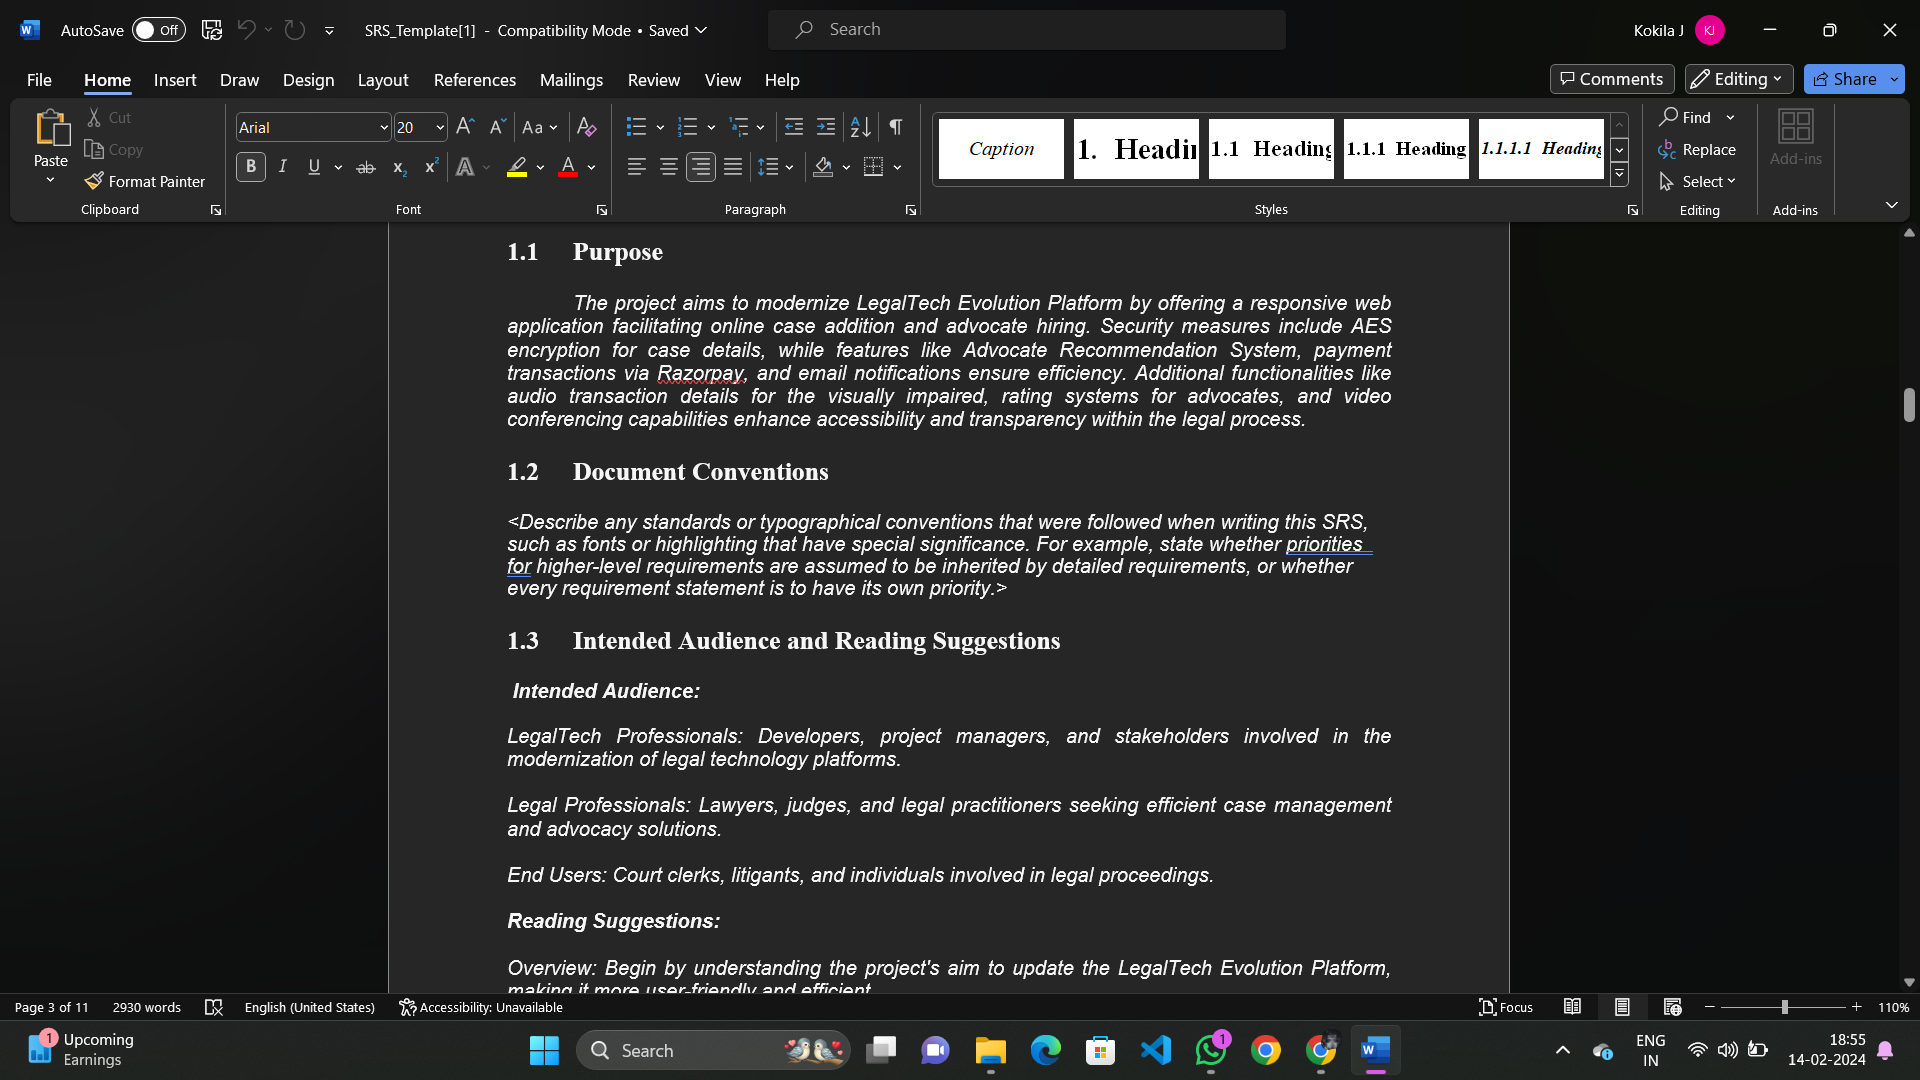 AutoSave Off SRS_Template[1] - Compatibility Mode • Saved Search Kokila J KJ
File Home Insert Draw Design Layout References Mailings Review View Help Comments Editing Share
Paste Cut Copy Format Painter Clipboard
Arial 20 Aa Font
Paragraph
Caption 1. Headin 1.1 Heading 1.1.1 Heading 1.1.1.1 Heading Styles
Find Replace Select Editing
Add-ins Add-ins
1.1 Purpose
The project aims to modernize LegalTech Evolution Platform by offering a responsive web
application facilitating online case addition and advocate hiring. Security measures include AES
encryption for case details, while features like Advocate Recommendation System, payment
transactions via Razorpay, and email notifications ensure efficiency. Additional functionalities like
audio transaction details for the visually impaired, rating systems for advocates, and video
conferencing capabilities enhance accessibility and transparency within the legal process.
1.2 Document Conventions
<Describe any standards or typographical conventions that were followed when writing this SRS,
such as fonts or highlighting that have special significance. For example, state whether priorities
for higher-level requirements are assumed to be inherited by detailed requirements, or whether
every requirement statement is to have its own priority.>
1.3 Intended Audience and Reading Suggestions
Intended Audience:
LegalTech Professionals: Developers, project managers, and stakeholders involved in the
modernization of legal technology platforms.
Legal Professionals: Lawyers, judges, and legal practitioners seeking efficient case management
and advocacy solutions.
End Users: Court clerks, litigants, and individuals involved in legal proceedings.
Reading Suggestions:
Overview: Begin by understanding the project's aim to update the LegalTech Evolution Platform,
making it more user-friendly and efficient
Page 3 of 11 2930 words English (United States) Accessibility: Unavailable Focus 110%
1 Upcoming
Earnings
Search
1
ENG
IN
18:55
14-02-2024